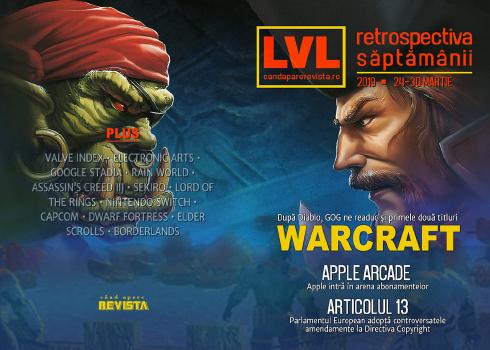 LVL
candaparerevista.ro
retrospectiva
săptămânii
2019 ▪ 24-30 MARTIE
PLUS
VALVE INDEX • ELECTRONIC ARTS •
GOOGLE STADIA • RAIN WORLD •
ASSASSIN'S CREED III • SEKIRO • LORD OF
THE RINGS • NINTENDO SWITCH •
CAPCOM • DWARF FORTRESS • ELDER
SCROLLS • BORDERLANDS
când apare
REVISTA
După Diablo, GOG ne readuc și primele două titluri
WARCRAFT
APPLE ARCADE
Apple intră în arena abonamentelor
ARTICOLUL 13
Parlamentul European adoptă controversatele
amendamente la Directiva Copyright